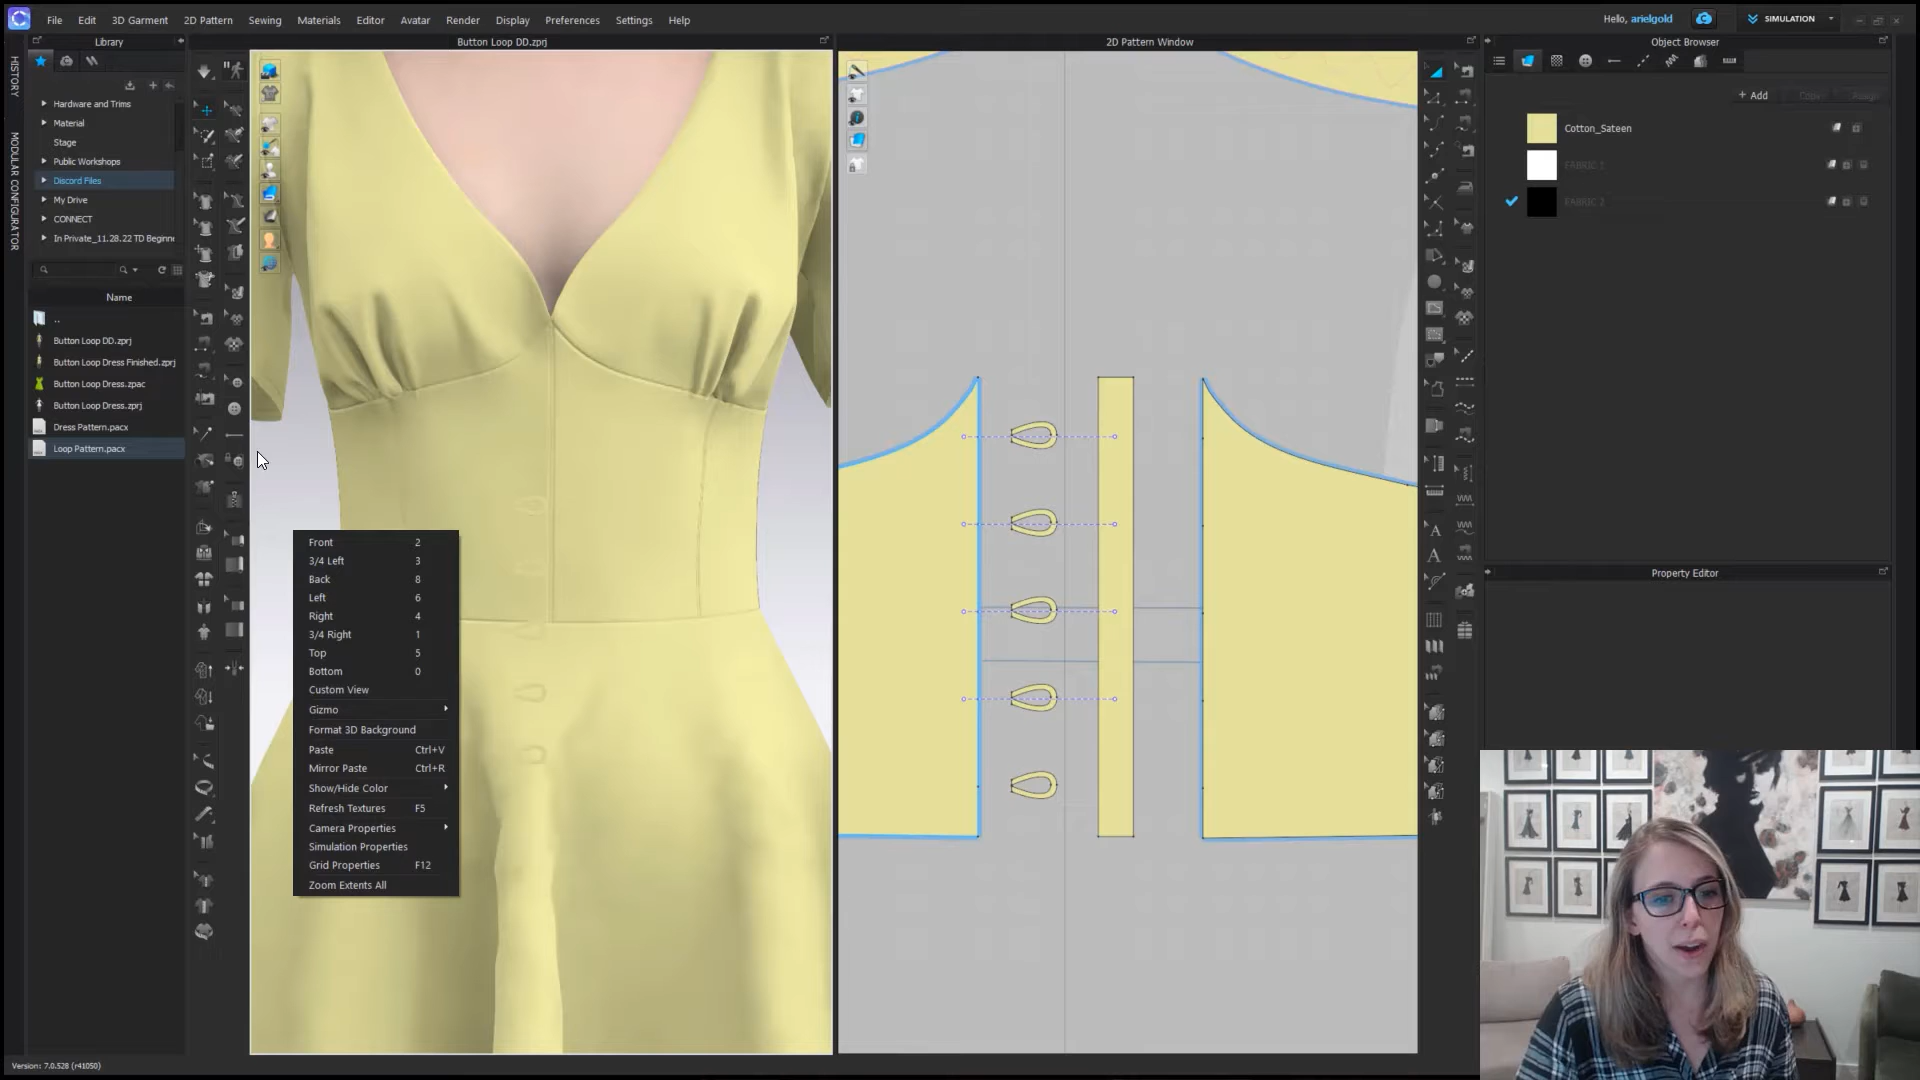 File Edit 3D Garment 2D Pattern Sewing Materials Editor Avatar Render Display Preferences Settings Help
Hello, arielgold
SIMULATION
Library
Button Loop DD.zprj
2D Pattern Window
Object Browser
HISTORY
MODULAR CONFIGURATOR
Hardware and Trims
Material
Stage
Public Workshops
Discord Files
My Drive
CONNECT
In Private_11.28.22 TD Beginn
Name
..
Button Loop DD.zprj
Button Loop Dress Finished.zprj
Button Loop Dress.zpac
Button Loop Dress.zprj
Dress Pattern.pacx
Loop Pattern.pacx
Front 2
3/4 Left 3
Back 8
Left 6
Right 4
3/4 Right 1
Top 5
Bottom 0
Custom View
Gizmo
Format 3D Background
Paste Ctrl+V
Mirror Paste Ctrl+R
Show/Hide Color
Refresh Textures F5
Camera Properties
Simulation Properties
Grid Properties F12
Zoom Extents All
+ Add Copy Assign
Cotton_Sateen
FABRIC 1
FABRIC 2
Property Editor
Version: 7.0.528 (r41050)